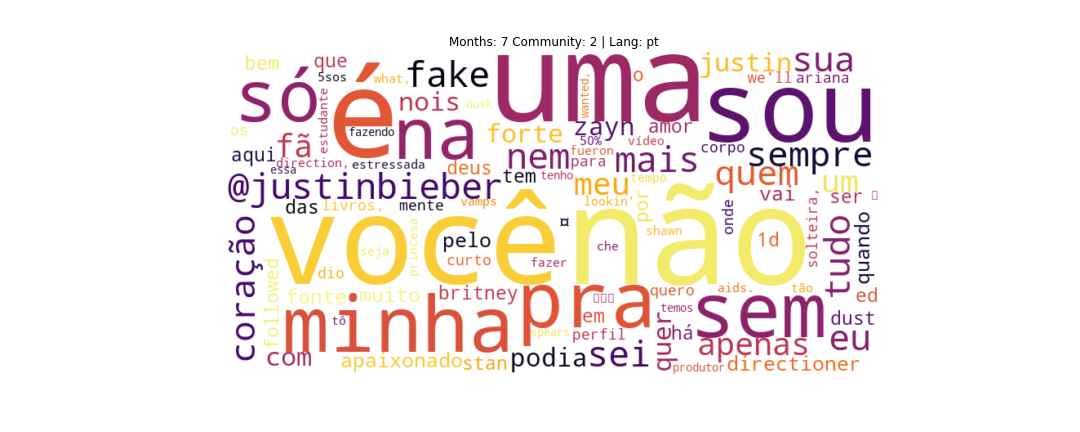 Months: 7 Community: 2 | Lang: pt
bem que 5sos what, fake uma justin sua
só é nois dusk wanted. o we'll ariana
estudante na forte zayn amor sou
os fazendo 50% vídeo corpo sempre
aqui fã direction, estressada nem fueron para mais quem um
essa deus tem tenho meu tempo vai ser
@justinbieber das livros, mente vamps lookin' por onde
coração você ¤ não shawn solteira, quando
princesa pelo che 1d tudo
seja curto fazer
followed dio britney quero aids. tão ed
fonte muito pra em temos sem dust
minha tô spears perfil há eu
com apaixonado stan podia sei quer apenas
produtor directioner